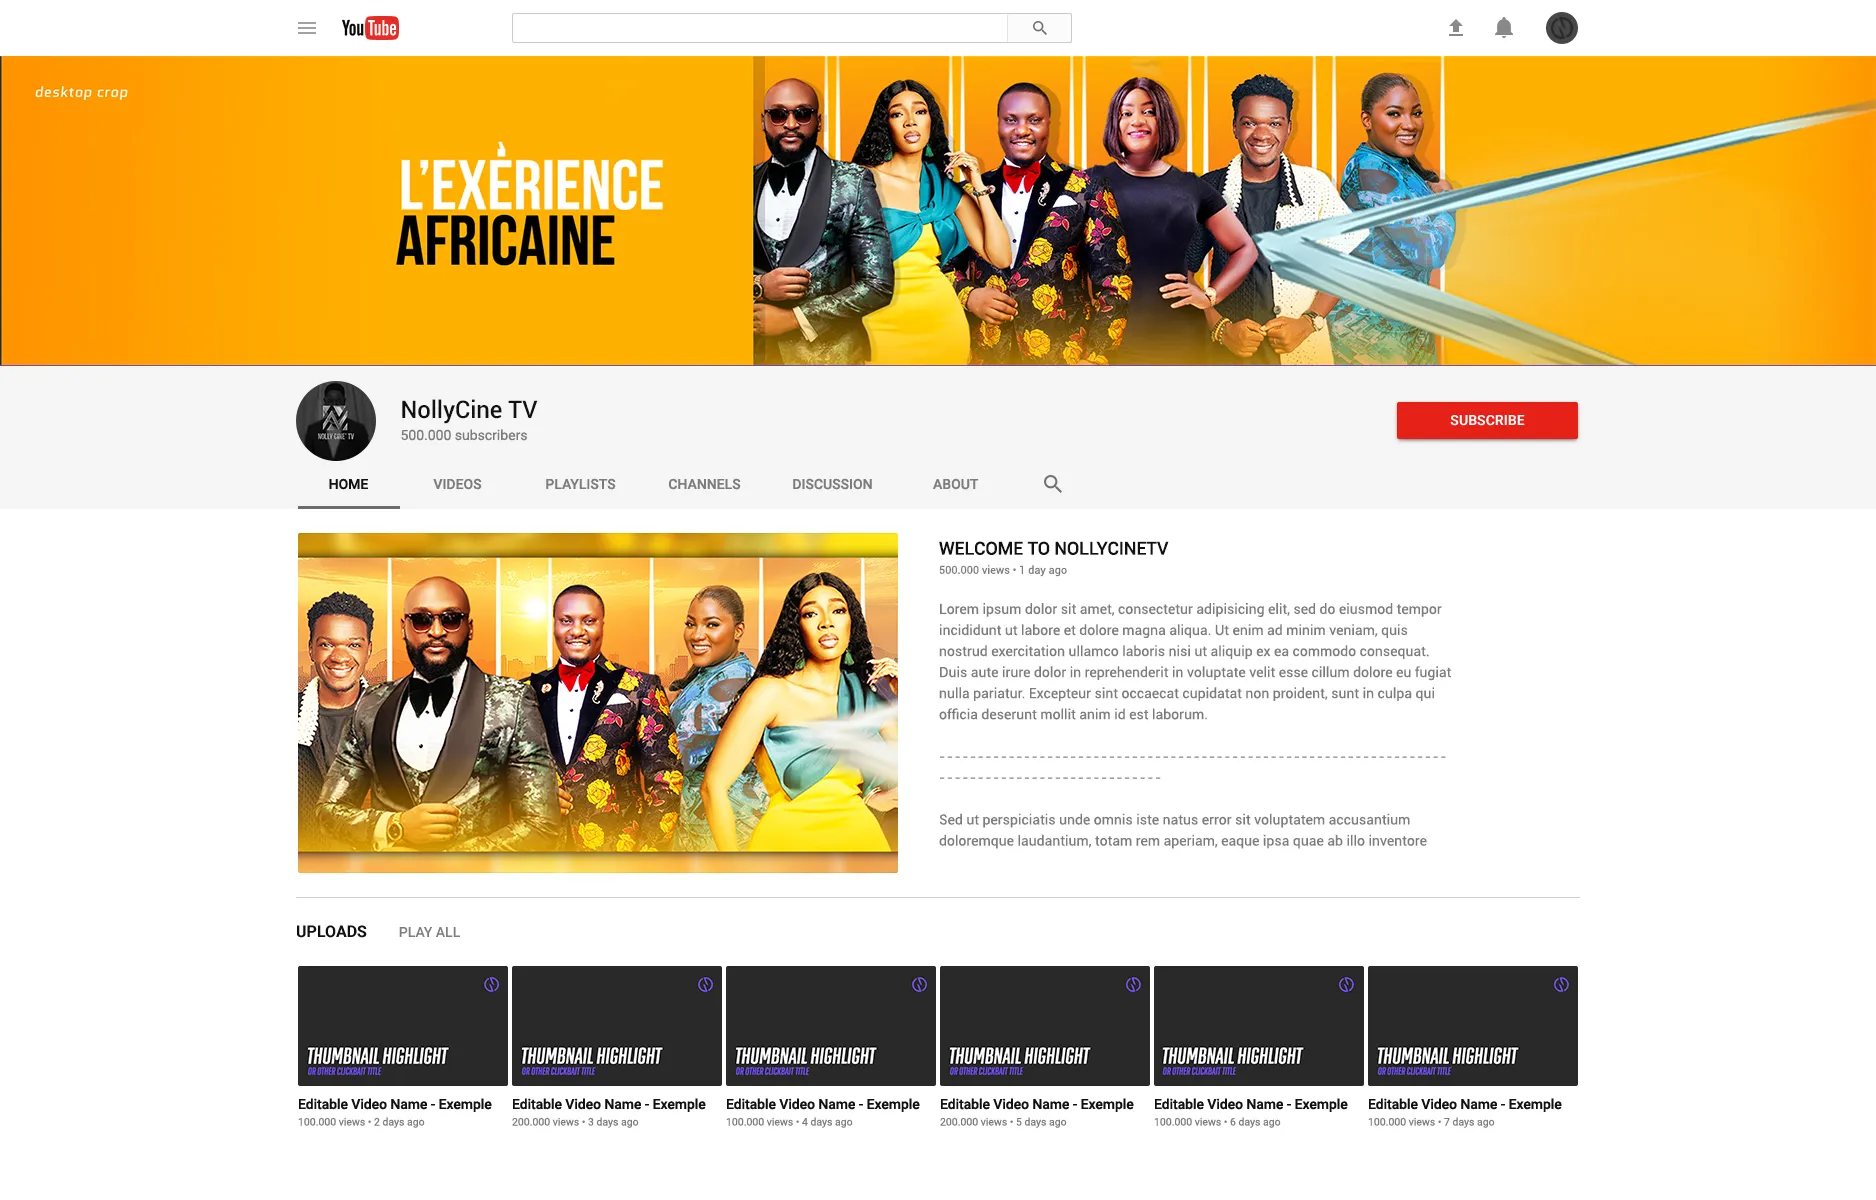 YouTube
desktop crop
L'EXÈRIENCE
AFRICAINE
NOLLY CINE' TV
NollyCine TV
500.000 subscribers
SUBSCRIBE
HOME VIDEOS PLAYLISTS CHANNELS DISCUSSION ABOUT
WELCOME TO NOLLYCINETV
500.000 views • 1 day ago
Lorem ipsum dolor sit amet, consectetur adipisicing elit, sed do eiusmod tempor
incididunt ut labore et dolore magna aliqua. Ut enim ad minim veniam, quis
nostrud exercitation ullamco laboris nisi ut aliquip ex ea commodo consequat.
Duis aute irure dolor in reprehenderit in voluptate velit esse cillum dolore eu fugiat
nulla pariatur. Excepteur sint occaecat cupidatat non proident, sunt in culpa qui
officia deserunt mollit anim id est laborum.
Sed ut perspiciatis unde omnis iste natus error sit voluptatem accusantium
doloremque laudantium, totam rem aperiam, eaque ipsa quae ab illo inventore
UPLOADS PLAY ALL
THUMBNAIL HIGHLIGHT
OR OTHER CLICKBAIT TITLE
Editable Video Name - Exemple
100.000 views • 2 days ago
THUMBNAIL HIGHLIGHT
OR OTHER CLICKBAIT TITLE
Editable Video Name - Exemple
200.000 views • 3 days ago
THUMBNAIL HIGHLIGHT
OR OTHER CLICKBAIT TITLE
Editable Video Name - Exemple
100.000 views • 4 days ago
THUMBNAIL HIGHLIGHT
OR OTHER CLICKBAIT TITLE
Editable Video Name - Exemple
200.000 views • 5 days ago
THUMBNAIL HIGHLIGHT
OR OTHER CLICKBAIT TITLE
Editable Video Name - Exemple
100.000 views • 6 days ago
THUMBNAIL HIGHLIGHT
OR OTHER CLICKBAIT TITLE
Editable Video Name - Exemple
100.000 views • 7 days ago